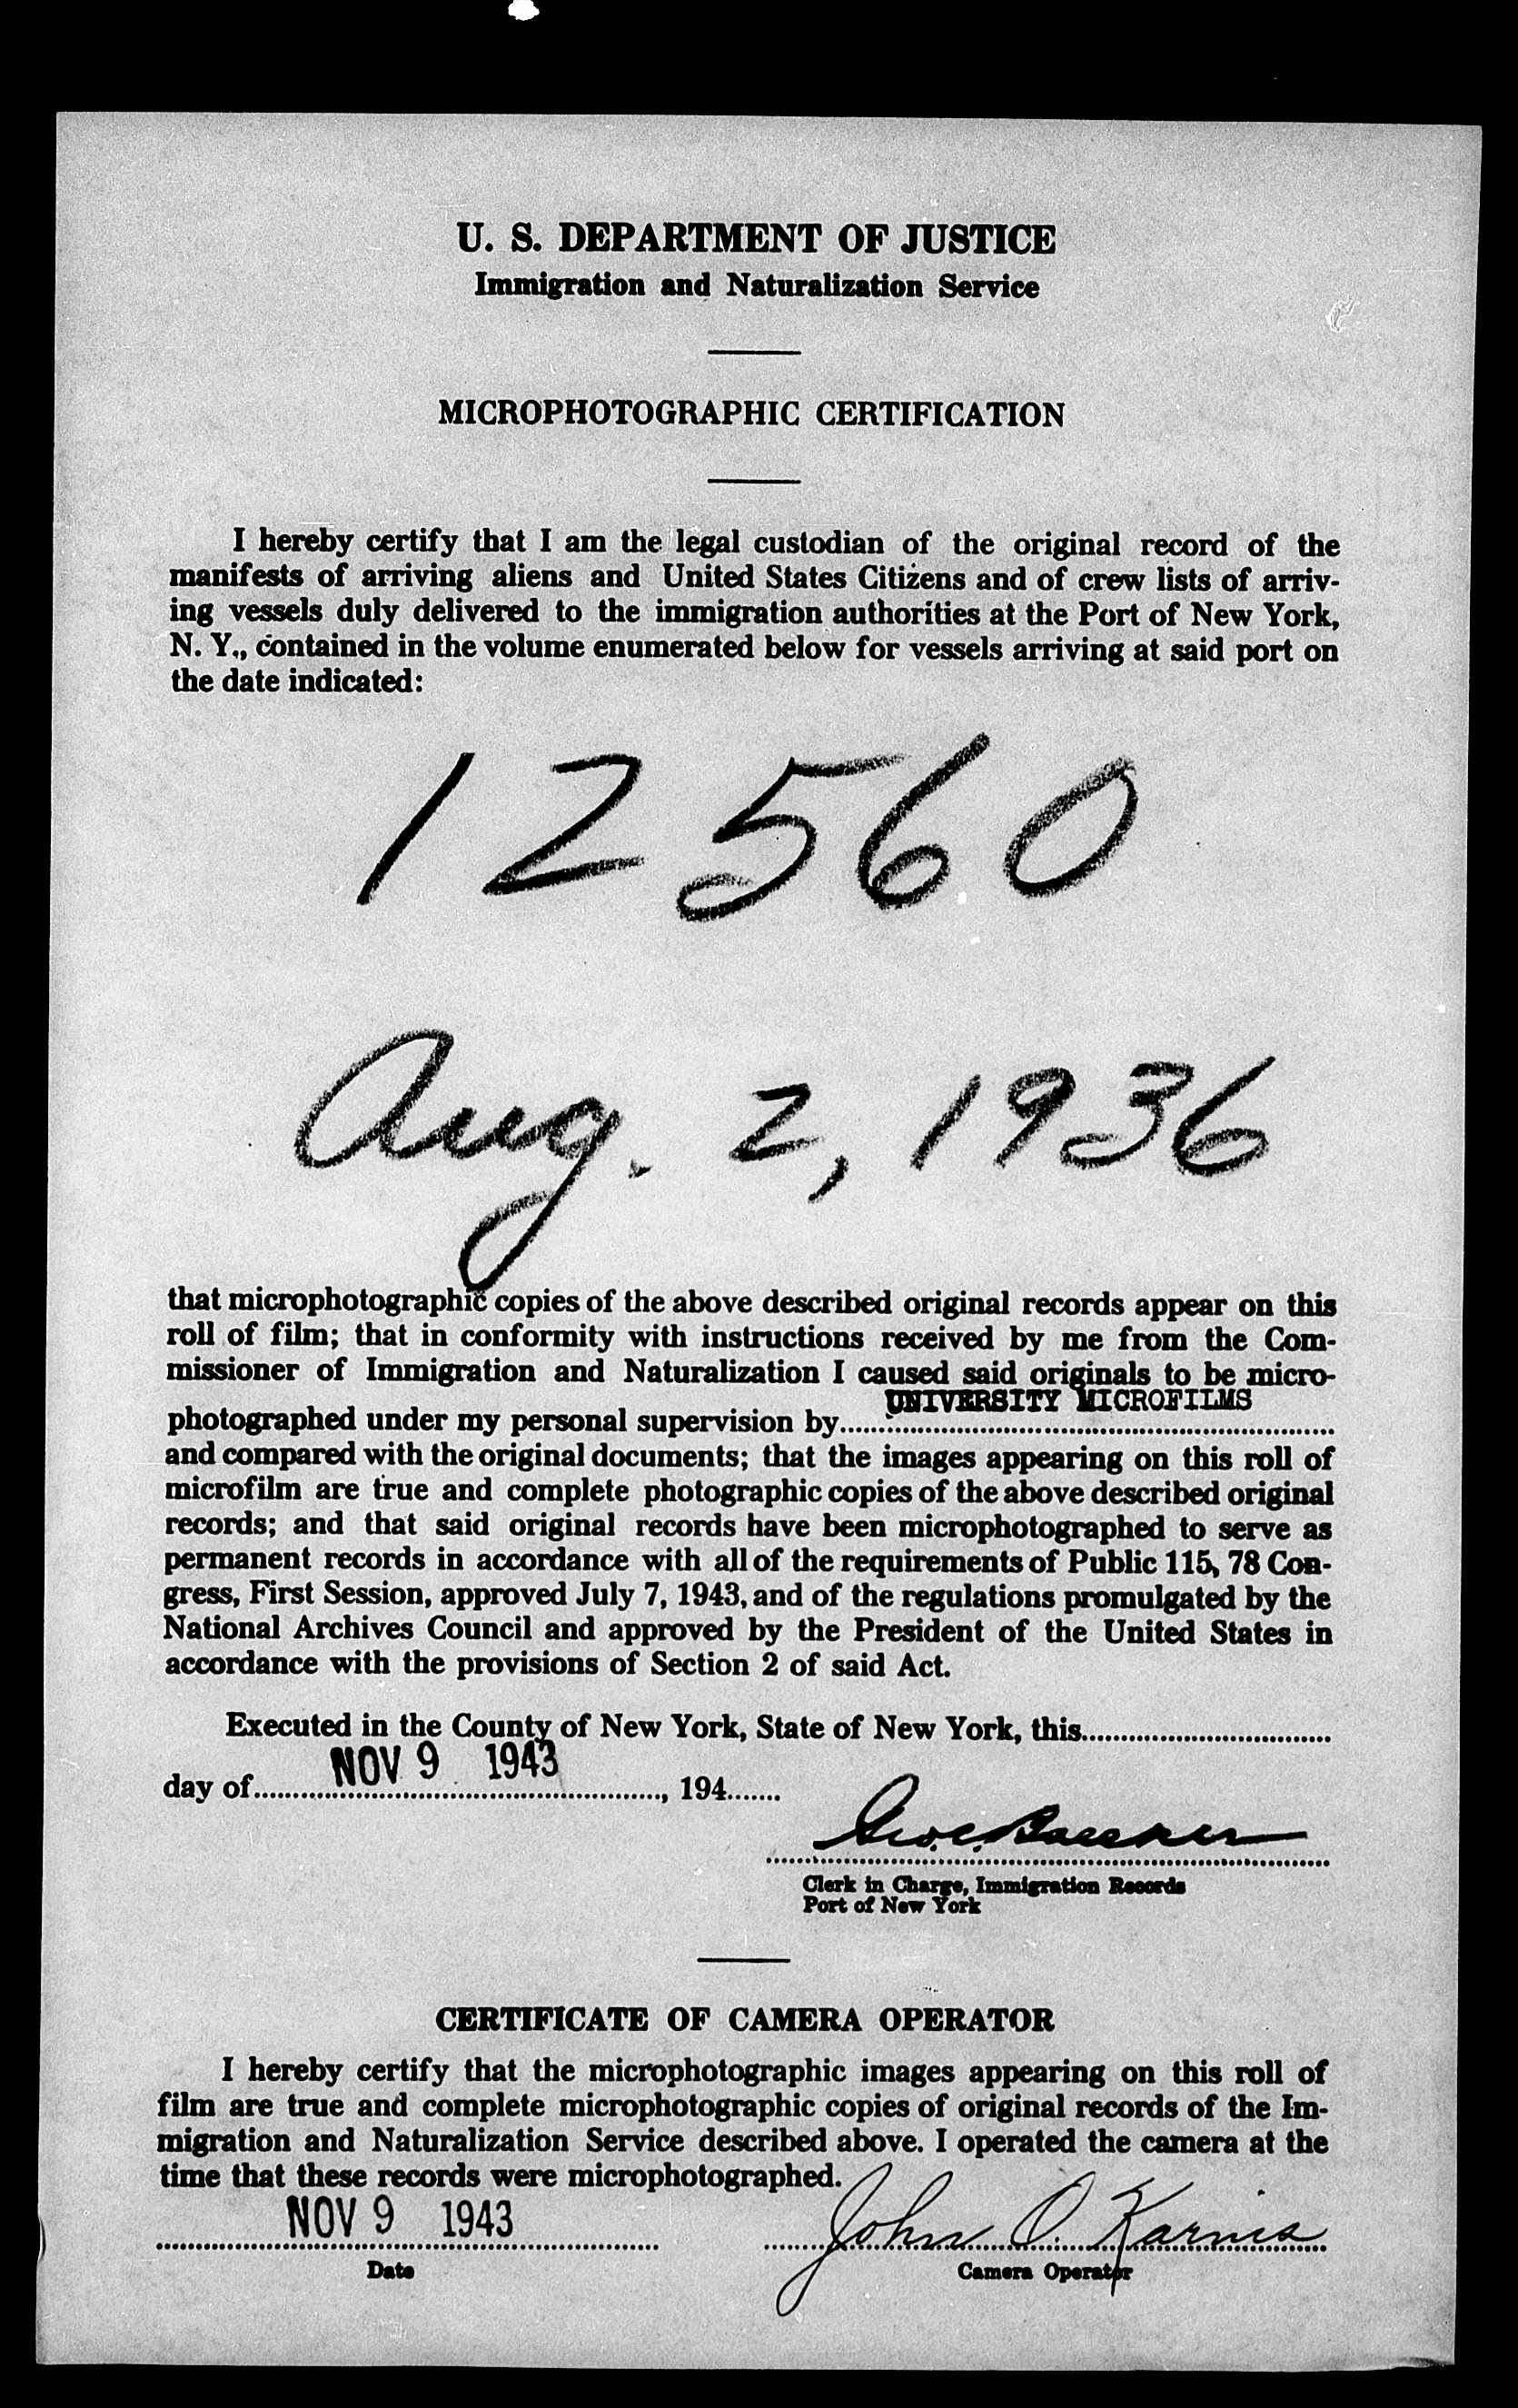 U. S. DEPARTMENT OF JUSTICE
Immigration and Naturalization Service
MICROPHOTOGRAPHIC CERTIFICATION
I hereby certify that I am the legal custodian of the original record of the
manifests of arriving aliens and United States Citizens and of crew lists of arriv-
ing vessels duly delivered to the immigration authorities at the Port of New York,
N. Y., contained in the volume enumerated below for vessels arriving at said port on
the date indicated:
12560
Aug. 2, 1936
that microphotographic copies of the above described original records appear on this
roll of film; that in conformity with instructions received by me from the Com-
missioner of Immigration and Naturalization I caused said originals to be micro-
UNIVERSITY MICROFILMS
photographed under my personal supervision by
and compared with the original documents; that the images appearing on this roll of
microfilm are true and complete photographic copies of the above described original
records; and that said original records have been microphotographed to serve as
permanent records in accordance with all of the requirements of Public 115, 78 Con-
gress, First Session, approved July 7, 1943, and of the regulations promulgated by the
National Archives Council and approved by the President of the United States in
accordance with the provisions of Section 2 of said Act.
Executed in the County of New York, State of New York, this
NOV 9 1943
day of , 194
Clerk in Charge, Immigration Records
Port of New York
CERTIFICATE OF CAMERA OPERATOR
I hereby certify that the microphotographic images appearing on this roll of
film are true and complete microphotographic copies of original records of the Im-
migration and Naturalization Service described above. I operated the camera at the
time that these records were microphotographed.
NOV 9 1943 John O. Karnis
Date Camera Operator